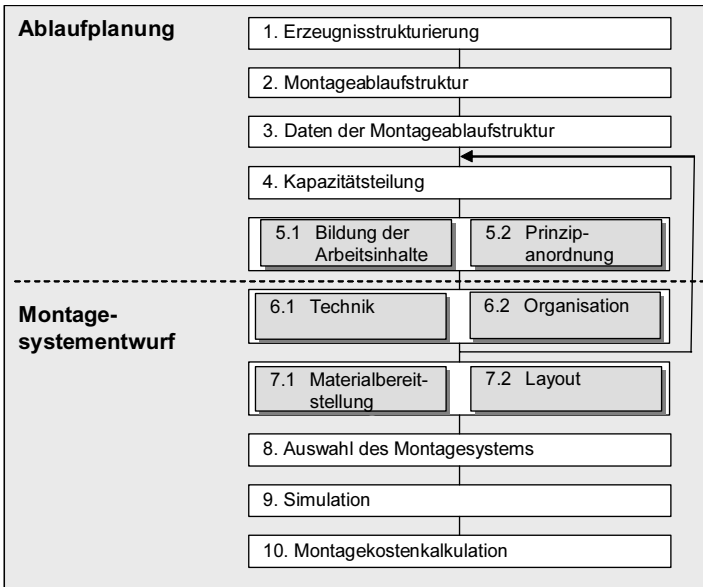 Ablaufplanung
1. Erzeugnisstrukturierung
2. Montageablaufstruktur
3. Daten der Montageablaufstruktur
4. Kapazitätsteilung
5.1 Bildung der
Arbeitsinhalte
5.2 Prinzip-
anordnung
Montage-
systementwurf
6.1 Technik
6.2 Organisation
7.1 Materialbereit-
stellung
7.2 Layout
8. Auswahl des Montagesystems
9. Simulation
10. Montagekostenkalkulation